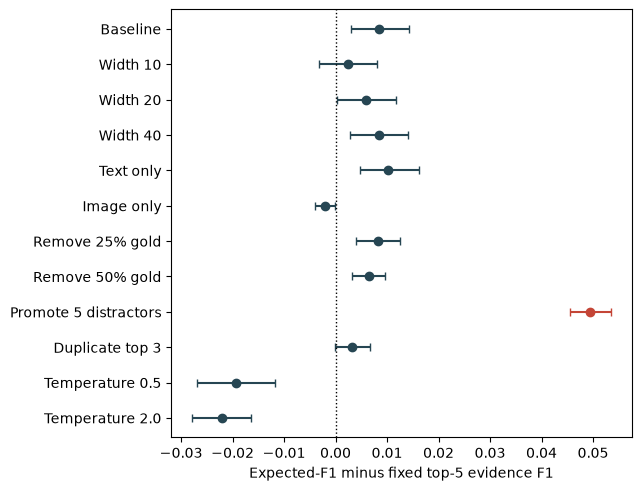 Baseline
Width 10
Width 20
Width 40
Text only
Image only
Remove 25% gold
Remove 50% gold
Promote 5 distractors
Duplicate top 3
Temperature 0.5
Temperature 2.0
−0.03 −0.02 −0.01 0.00 0.01 0.02 0.03 0.04 0.05
Expected-F1 minus fixed top-5 evidence F1